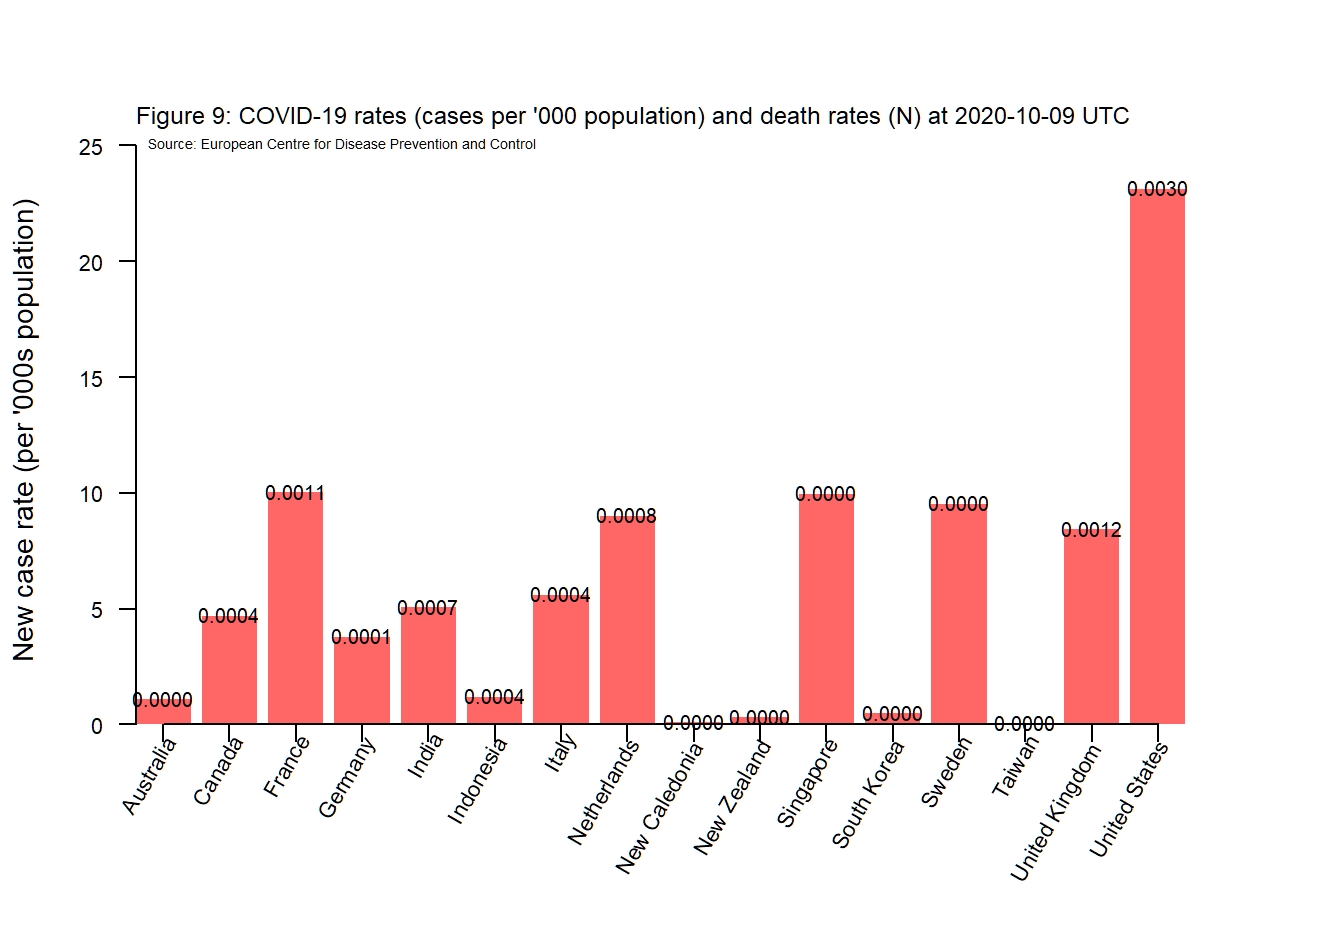 Figure 9: COVID-19 rates (cases per '000 population) and death rates (N) at 2020-10-09 UTC
Source: European Centre for Disease Prevention and Control
New case rate (per '000s population)
25
20
15
10
5
0
0.0000
0.0004
0.0011
0.0001
0.0007
0.0004
0.0004
0.0008
0.0000
0.0000
0.0000
0.0000
0.0000
0.0000
0.0012
0.0030
Australia
Canada
France
Germany
India
Indonesia
Italy
Netherlands
New Caledonia
New Zealand
Singapore
South Korea
Sweden
Taiwan
United Kingdom
United States